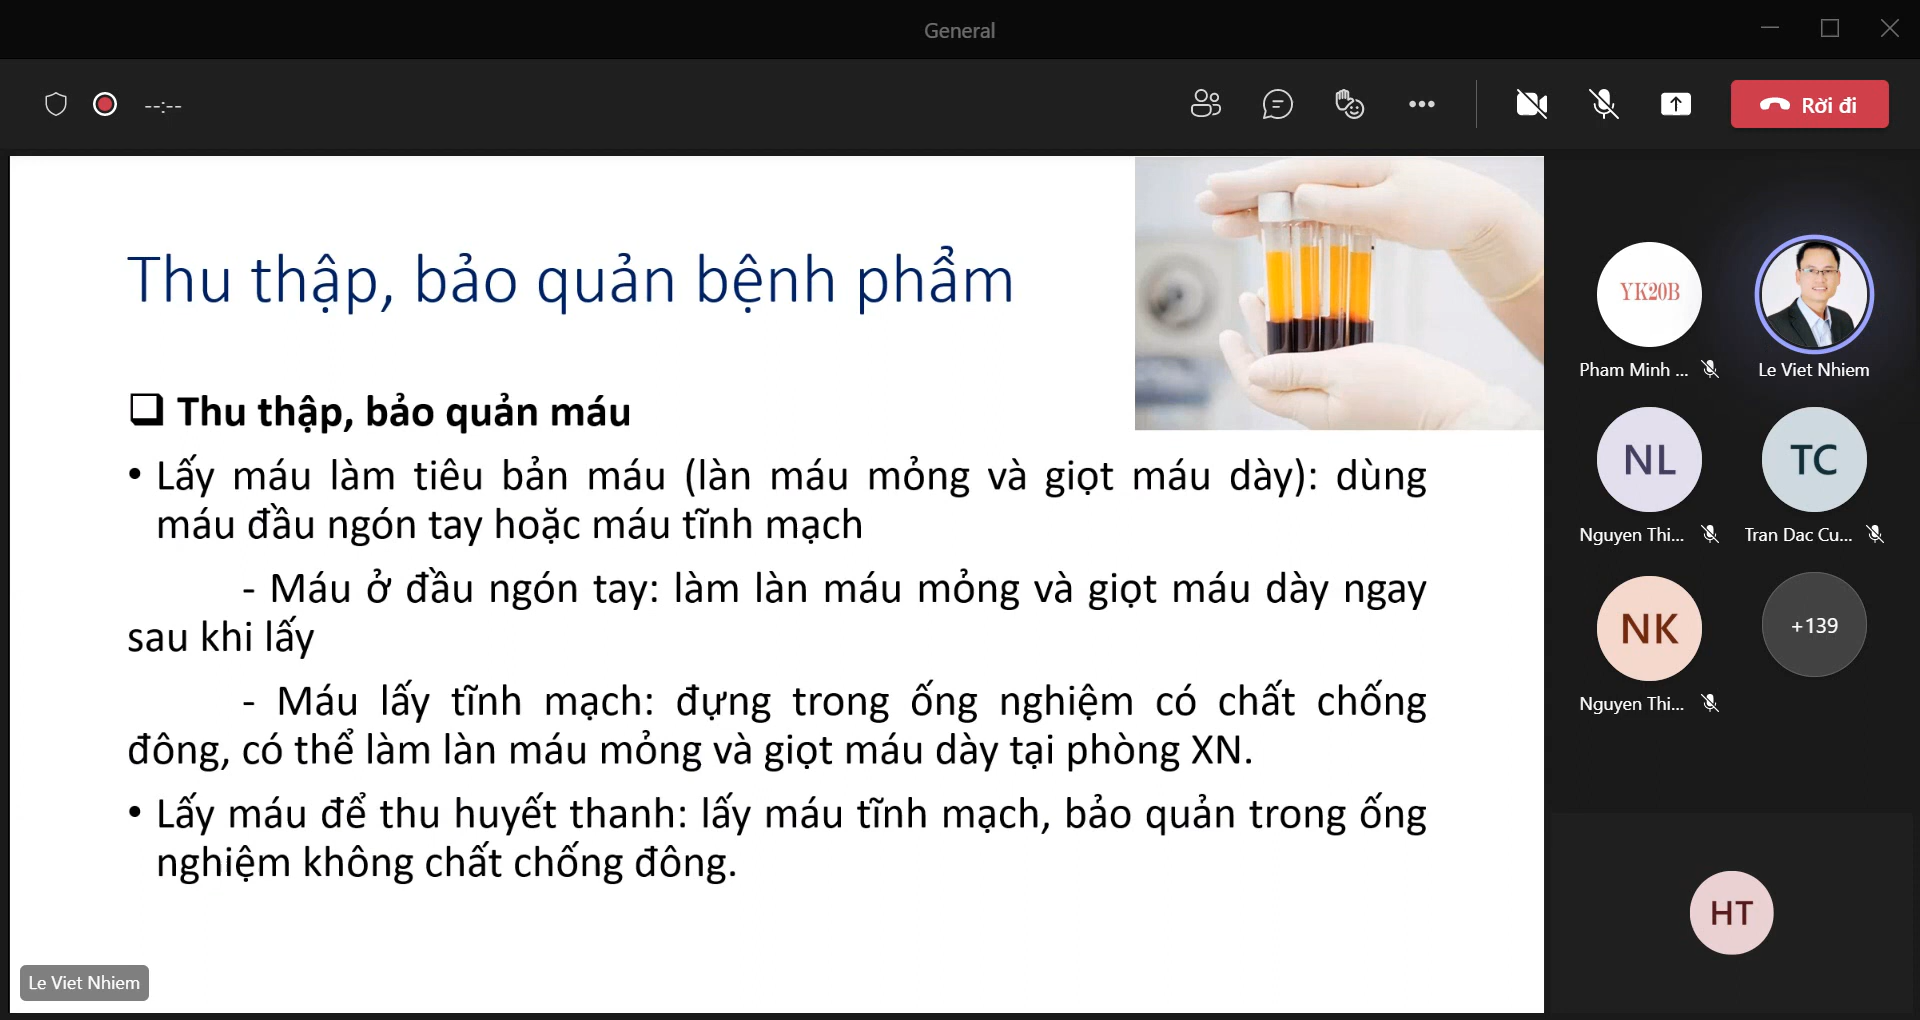 General
--:--
Rời đi
Thu thập, bảo quản bệnh phẩm
❑ Thu thập, bảo quản máu
• Lấy máu làm tiêu bản máu (làn máu mỏng và giọt máu dày): dùng
máu đầu ngón tay hoặc máu tĩnh mạch
- Máu ở đầu ngón tay: làm làn máu mỏng và giọt máu dày ngay
sau khi lấy
- Máu lấy tĩnh mạch: đựng trong ống nghiệm có chất chống
đông, có thể làm làn máu mỏng và giọt máu dày tại phòng XN.
• Lấy máu để thu huyết thanh: lấy máu tĩnh mạch, bảo quản trong ống
nghiệm không chất chống đông.
Le Viet Nhiem
YK20B
Pham Minh ...
Le Viet Nhiem
NL
TC
Nguyen Thi...
Tran Dac Cu...
NK
+139
Nguyen Thi...
HT